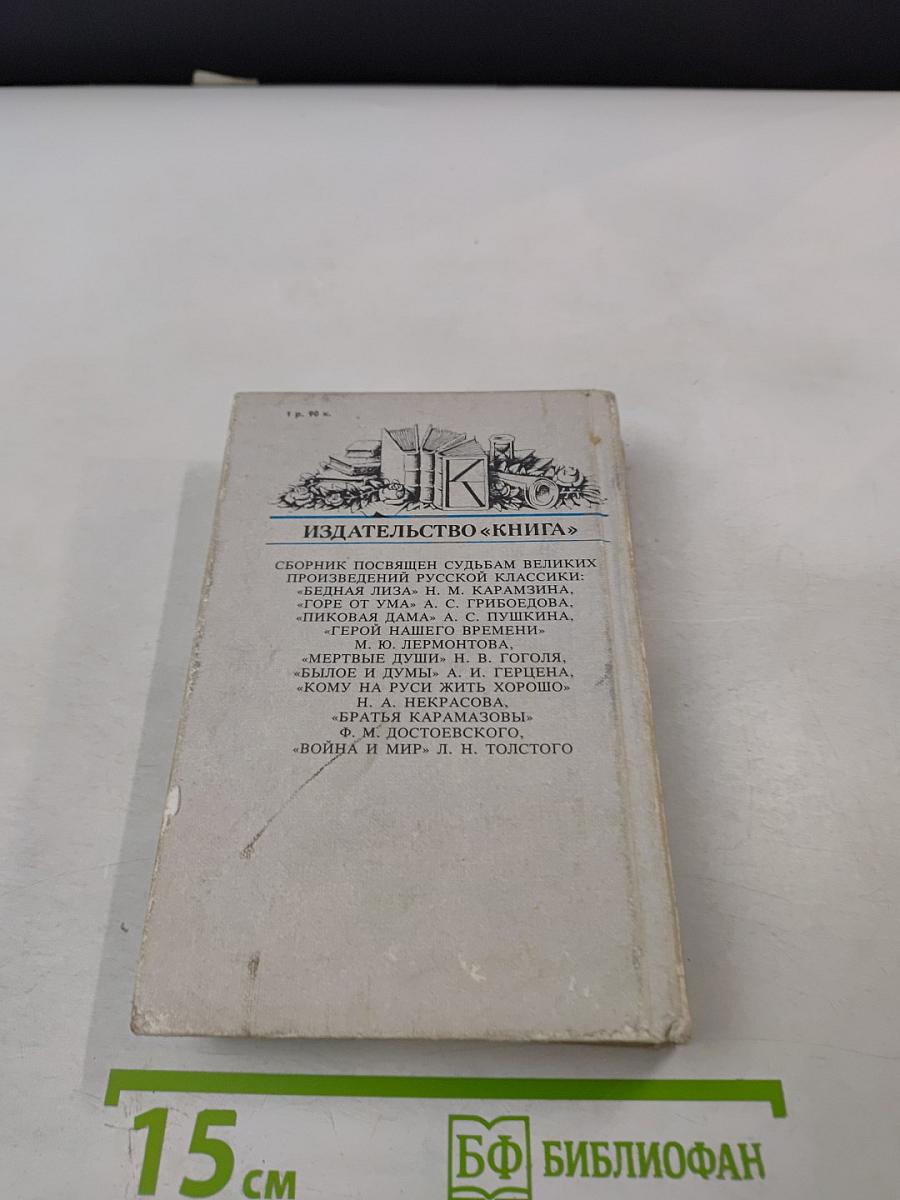 1 р. 90 к.
К
ИЗДАТЕЛЬСТВО «КНИГА»
СБОРНИК ПОСВЯЩЕН СУДЬБАМ ВЕЛИКИХ
ПРОИЗВЕДЕНИЙ РУССКОЙ КЛАССИКИ:
«БЕДНАЯ ЛИЗА» Н. М. КАРАМЗИНА,
«ГОРЕ ОТ УМА» А. С. ГРИБОЕДОВА,
«ПИКОВАЯ ДАМА» А. С. ПУШКИНА,
«ГЕРОЙ НАШЕГО ВРЕМЕНИ»
М. Ю. ЛЕРМОНТОВА,
«МЕРТВЫЕ ДУШИ» Н. В. ГОГОЛЯ,
«БЫЛОЕ И ДУМЫ» А. И. ГЕРЦЕНА,
«КОМУ НА РУСИ ЖИТЬ ХОРОШО»
Н. А. НЕКРАСОВА,
«БРАТЬЯ КАРАМАЗОВЫ»
Ф. М. ДОСТОЕВСКОГО,
«ВОЙНА И МИР» Л. Н. ТОЛСТОГО
15 см
БФ БИБЛИОФАН